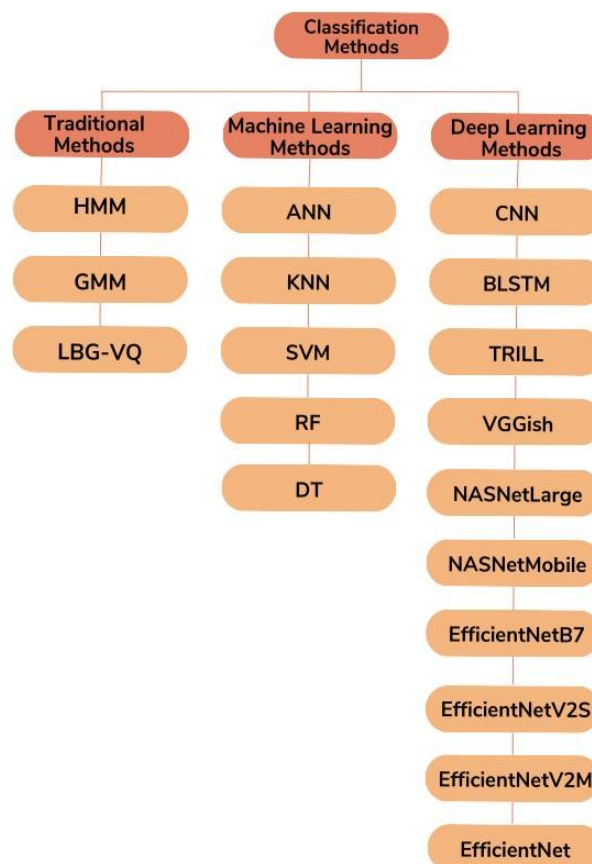 Classification
Methods
Traditional
Methods
Machine Learning
Methods
Deep Learning
Methods
HMM
GMM
LBG-VQ
ANN
KNN
SVM
RF
DT
CNN
BLSTM
TRILL
VGGish
NASNetLarge
NASNetMobile
EfficientNetB7
EfficientNetV2S
EfficientNetV2M
EfficientNet